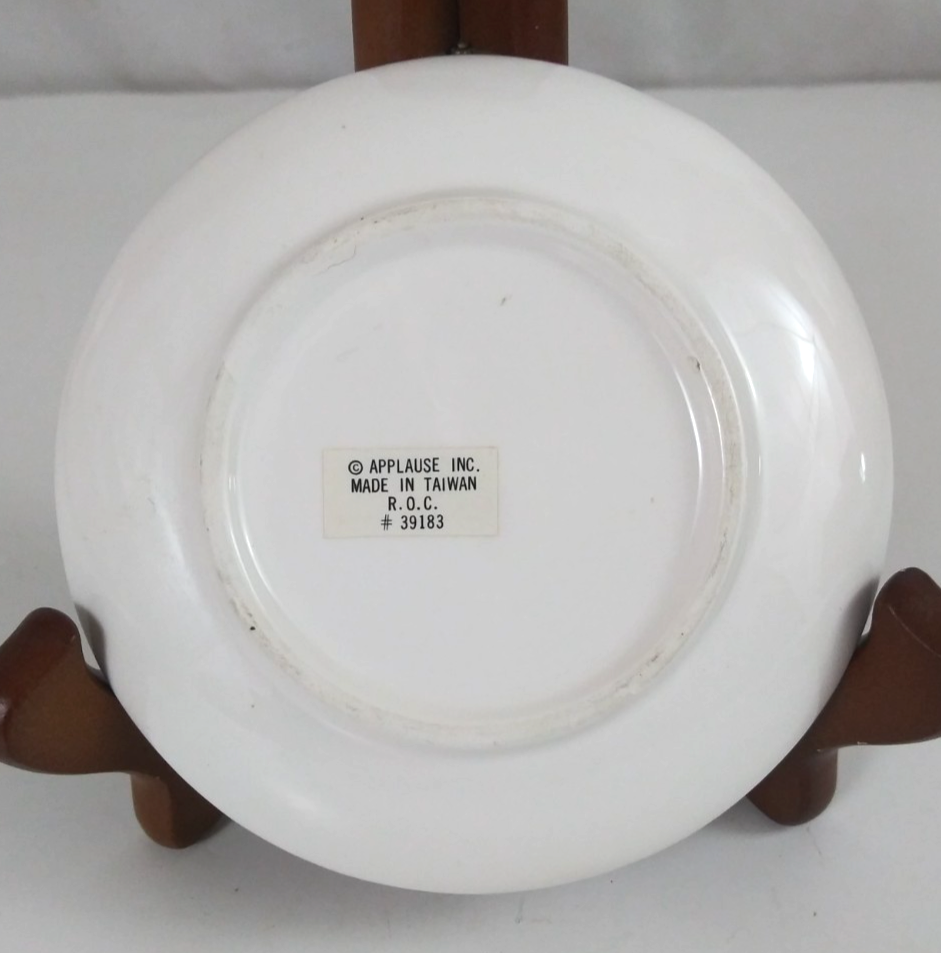 © APPLAUSE INC.
MADE IN TAIWAN
R.O.C.
# 39183